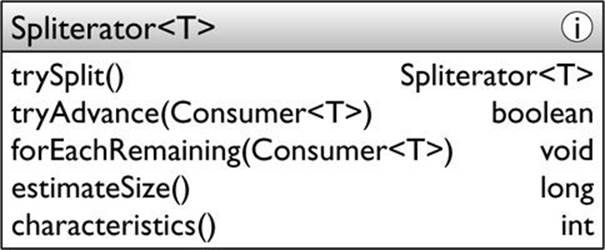 Spliterator<T> i
trySplit() Spliterator<T>
tryAdvance(Consumer<T>) boolean
forEachRemaining(Consumer<T>) void
estimateSize() long
characteristics() int